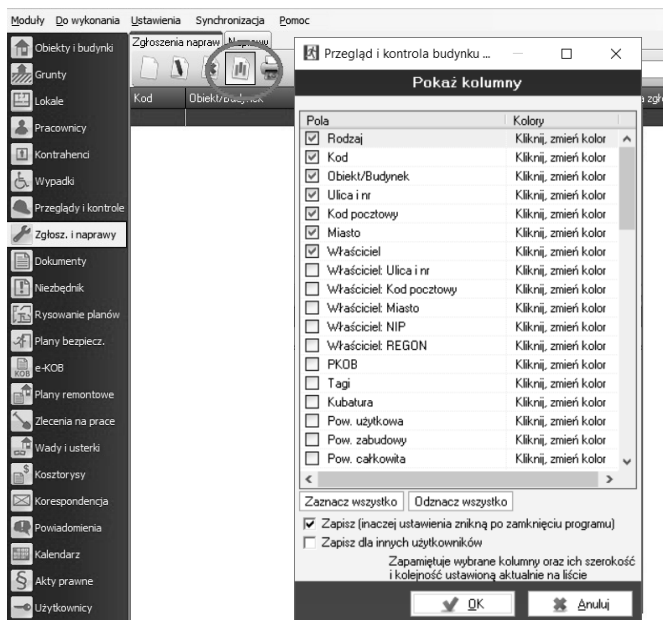 Moduły Do wykonania Ustawienia Synchronizacja Pomoc
Zgłoszenia napraw Naprawy
Kod Obiekt/Budynek
Obiekty i budynki
Grunty
Lokale
Pracownicy
Kontrahenci
Wypadki
Przeglądy i kontrole
Zgłosz. i naprawy
Dokumenty
Niezbędnik
Rysowanie planów
Plany bezpiecz.
KOB e-KOB
Plany remontowe
Zlecenia na prace
Wady i usterki
Kosztorysy
Korespondencja
Powiadomienia
Kalendarz
Akty prawne
Użytkownicy
Przegląd i kontrola budynku ...
Pokaż kolumny
Pola Kolory
Rodzaj Kliknij, zmień kolor
Kod Kliknij, zmień kolor
Obiekt/Budynek Kliknij, zmień kolor
Ulica i nr Kliknij, zmień kolor
Kod pocztowy Kliknij, zmień kolor
Miasto Kliknij, zmień kolor
Właściciel Kliknij, zmień kolor
Właściciel: Ulica i nr Kliknij, zmień kolor
Właściciel: Kod pocztowy Kliknij, zmień kolor
Właściciel: Miasto Kliknij, zmień kolor
Właściciel: NIP Kliknij, zmień kolor
Właściciel: REGON Kliknij, zmień kolor
PKOB Kliknij, zmień kolor
Tagi Kliknij, zmień kolor
Kubatura Kliknij, zmień kolor
Pow. użytkowa Kliknij, zmień kolor
Pow. zabudowy Kliknij, zmień kolor
Pow. całkowita Kliknij, zmień kolor
Zaznacz wszystko Odznacz wszystko
Zapisz (inaczej ustawienia znikną po zamknięciu programu)
Zapisz dla innych użytkowników
Zapamiętuje wybrane kolumny oraz ich szerokość
i kolejność ustawioną aktualnie na liście
OK Anuluj